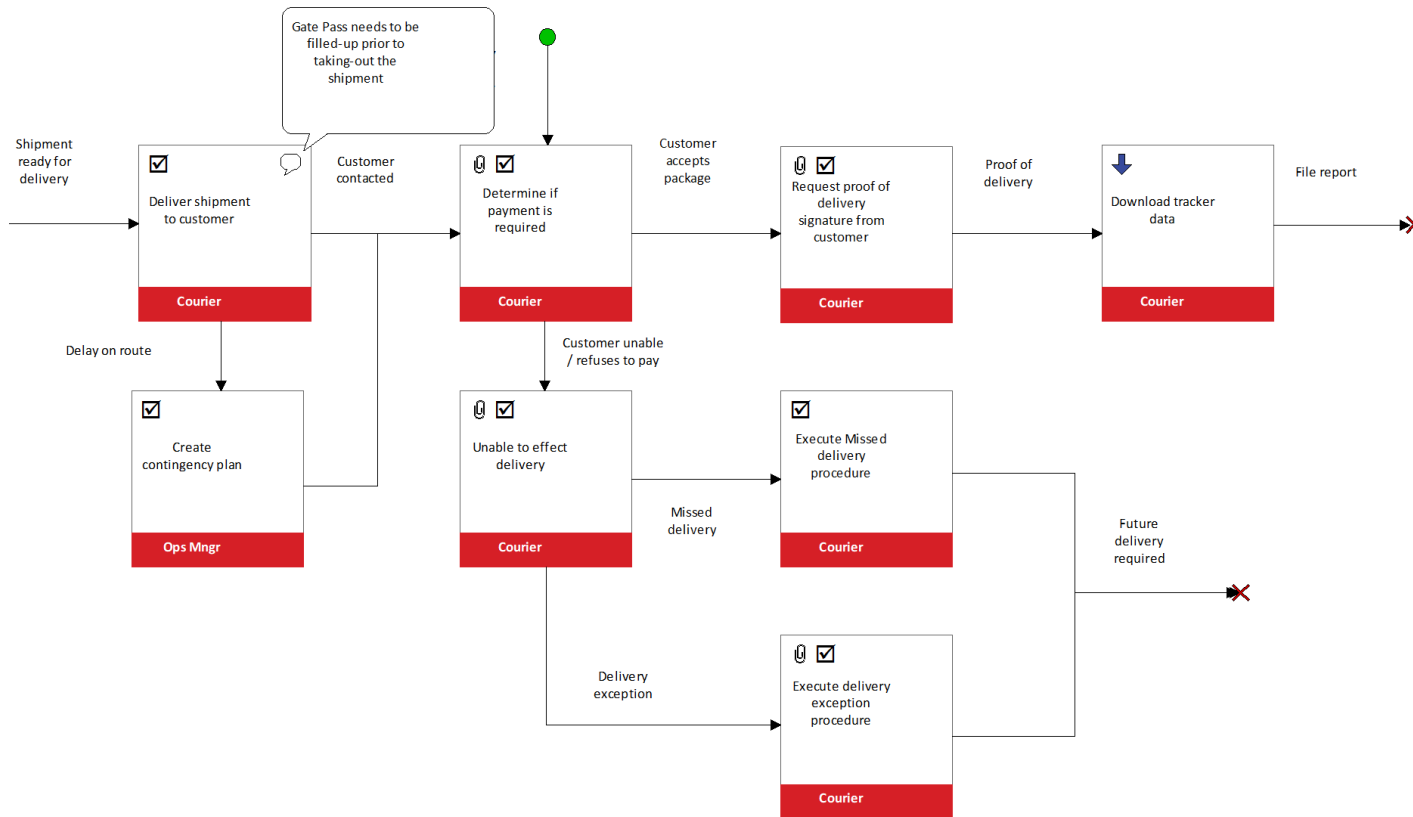 Gate Pass needs to be
filled-up prior to
taking-out the
shipment
Shipment
ready for
delivery
Deliver shipment
to customer
Courier
Customer
contacted
Determine if
payment is
required
Courier
Customer
accepts
package
Request proof of
delivery
signature from
customer
Courier
Proof of
delivery
Download tracker
data
Courier
File report
Delay on route
Create
contingency plan
Ops Mngr
Customer unable
/ refuses to pay
Unable to effect
delivery
Courier
Missed
delivery
Execute Missed
delivery
procedure
Courier
Future
delivery
required
Delivery
exception
Execute delivery
exception
procedure
Courier